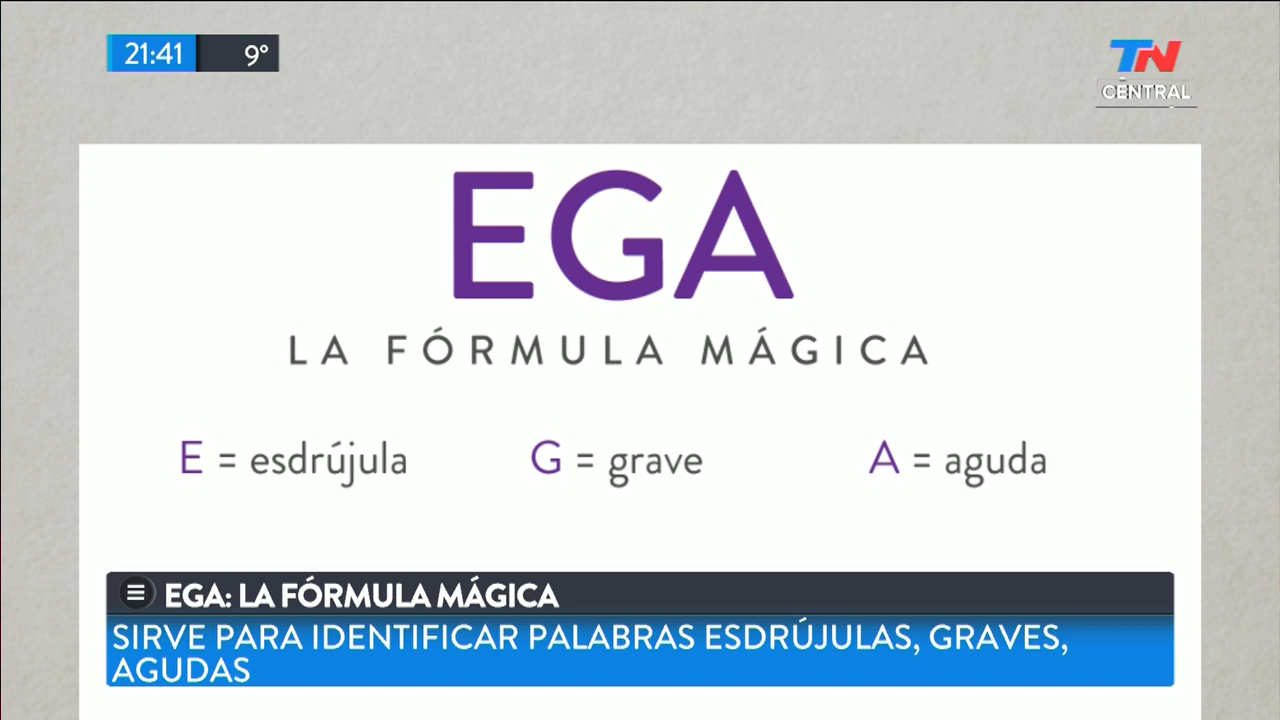 21:41 9°
TN
CENTRAL
EGA
LA FÓRMULA MÁGICA
E = esdrújula G = grave A = aguda
EGA: LA FÓRMULA MÁGICA
SIRVE PARA IDENTIFICAR PALABRAS ESDRÚJULAS, GRAVES,
AGUDAS